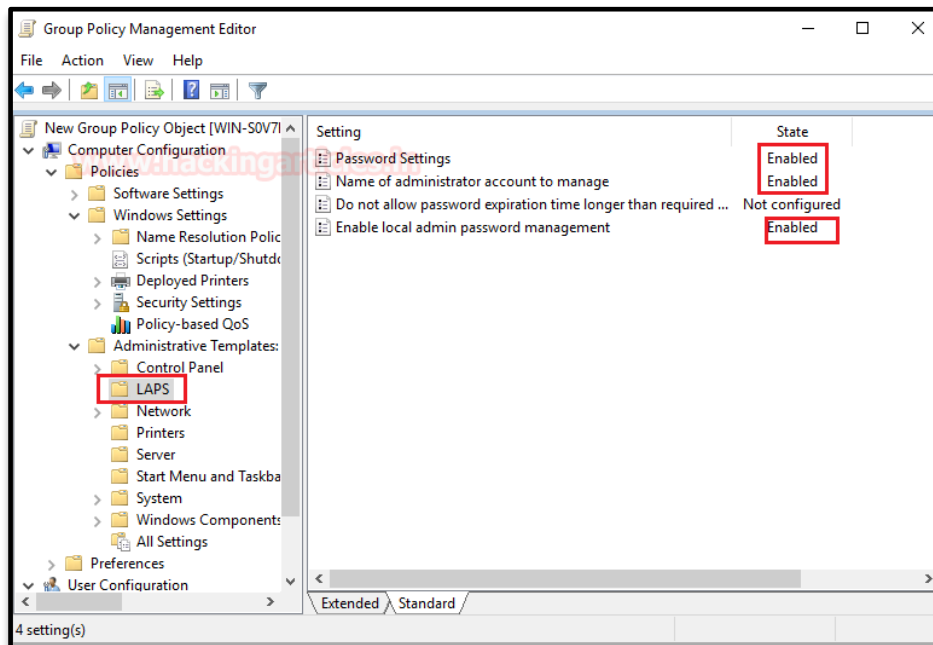 Group Policy Management Editor
File Action View Help
New Group Policy Object [WIN-S0V7
Computer Configuration
Policies
Software Settings
Windows Settings
Name Resolution Polic
Scripts (Startup/Shutdo
Deployed Printers
Security Settings
Policy-based QoS
Administrative Templates:
Control Panel
LAPS
Network
Printers
Server
Start Menu and Taskba
System
Windows Components
All Settings
Preferences
User Configuration
Setting State
Password Settings Enabled
Name of administrator account to manage Enabled
Do not allow password expiration time longer than required ... Not configured
Enable local admin password management Enabled
www.hackingarticles.in
Extended Standard
4 setting(s)